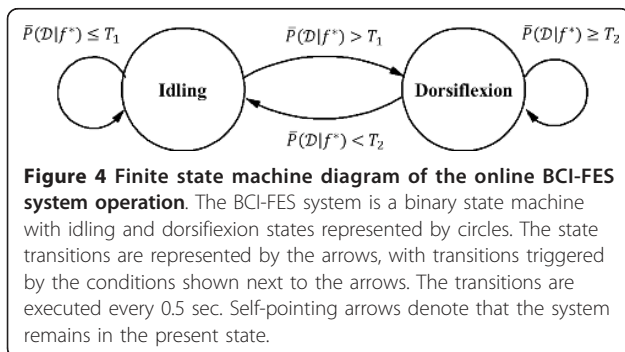 P̄(𝒟|f*) ≤ T₁
P̄(𝒟|f*) > T₁
P̄(𝒟|f*) ≥ T₂
Idling
Dorsiflexion
P̄(𝒟|f*) < T₂
Figure 4 Finite state machine diagram of the online BCI-FES
system operation. The BCI-FES system is a binary state machine
with idling and dorsifiexion states represented by circles. The state
transitions are represented by the arrows, with transitions triggered
by the conditions shown next to the arrows. The transitions are
executed every 0.5 sec. Self-pointing arrows denote that the system
remains in the present state.